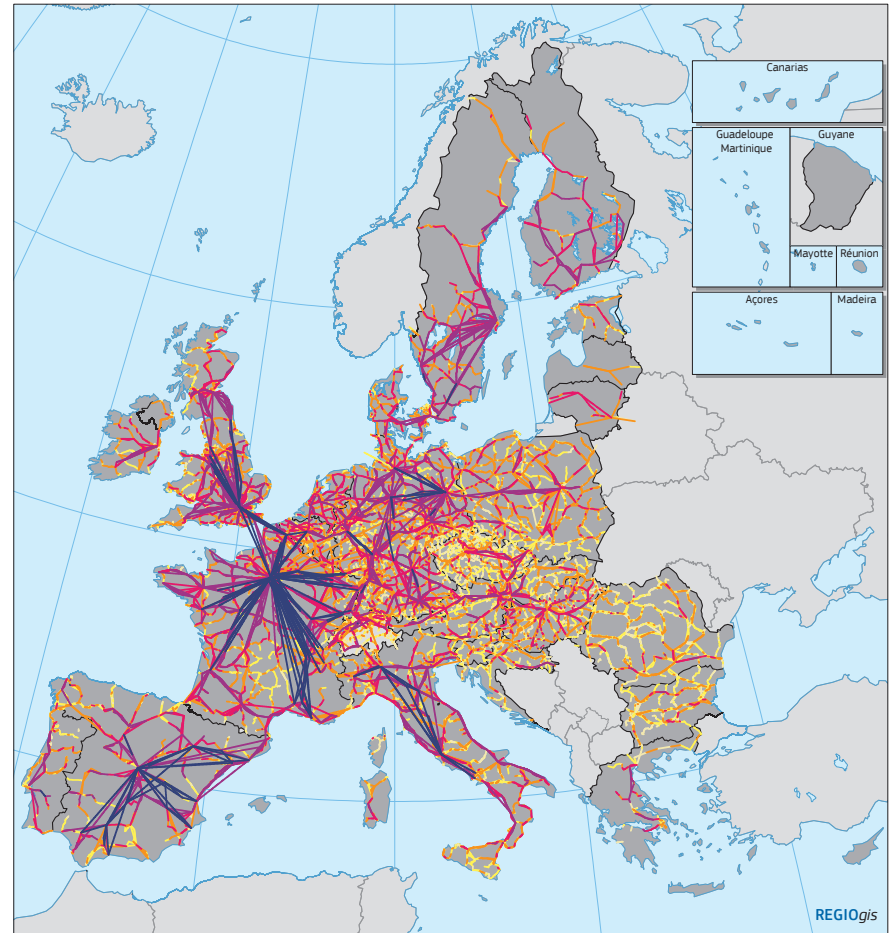 Canarias
Guadeloupe
Martinique
Guyane
Mayotte
Réunion
Açores
Madeira
REGIOgis